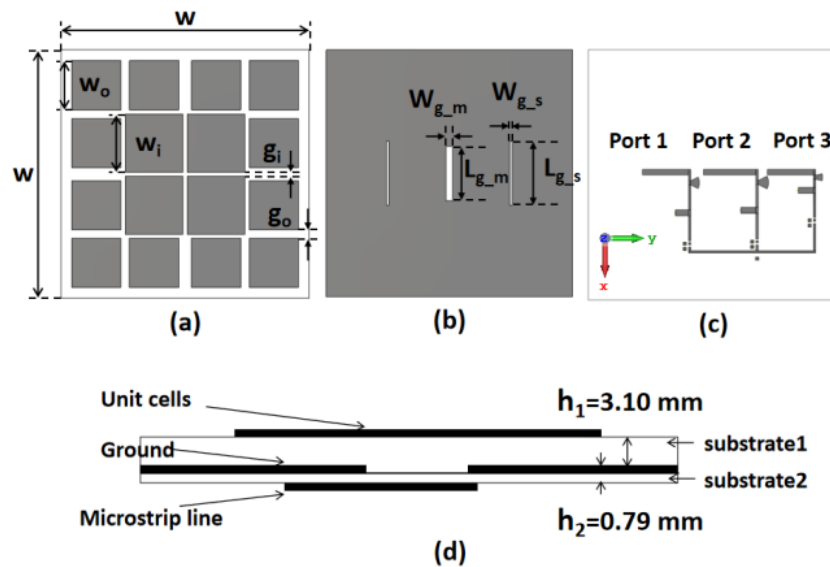 W
W
Wo
Wi
gi
go
(a)
Wg_m
Wg_s
Lg_m
Lg_s
(b)
Port 1 Port 2 Port 3
z
y
x
(c)
Unit cells
h1=3.10 mm
Ground
substrate1
substrate2
Microstrip line
h2=0.79 mm
(d)